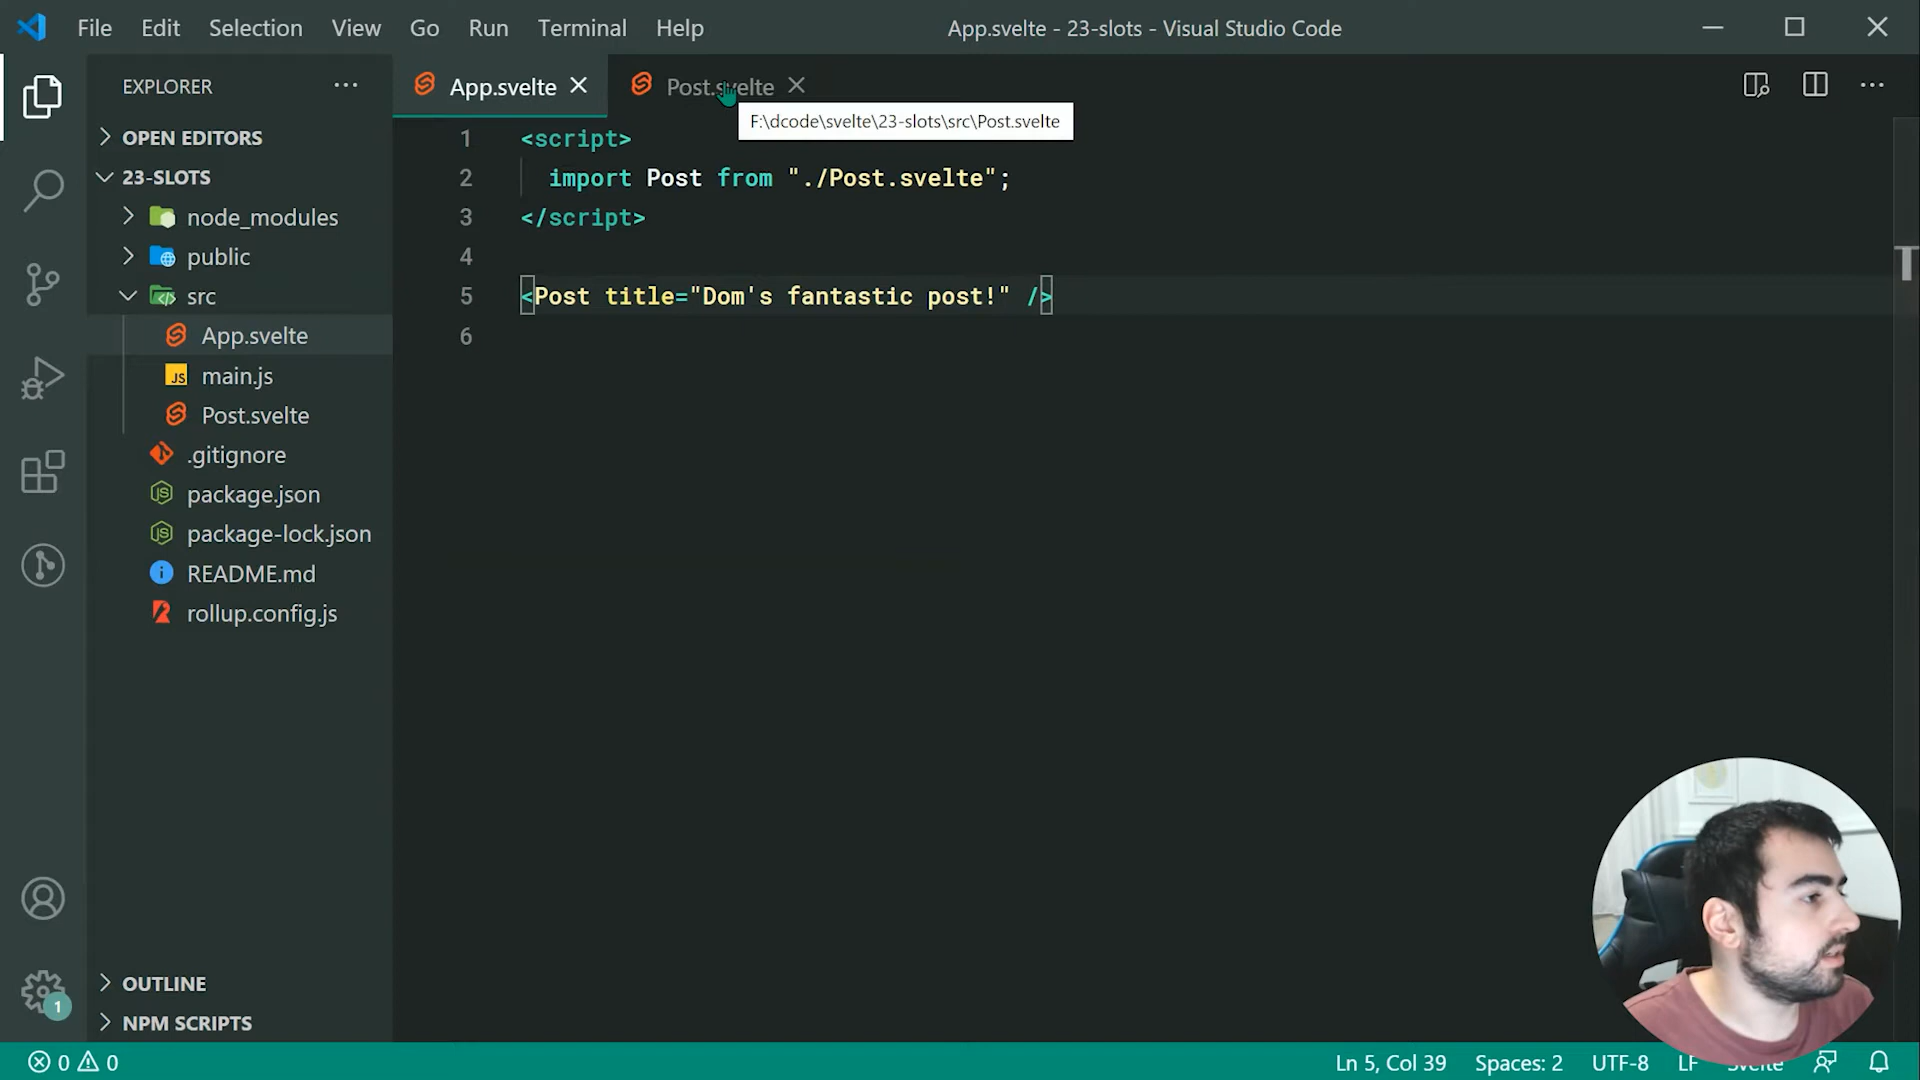 File Edit Selection View Go Run Terminal Help
App.svelte - 23-slots - Visual Studio Code
EXPLORER
App.svelte
Post.svelte
F:\dcode\svelte\23-slots\src\Post.svelte
OPEN EDITORS
23-SLOTS
node_modules
public
src
App.svelte
JS main.js
Post.svelte
.gitignore
package.json
package-lock.json
README.md
rollup.config.js
OUTLINE
NPM SCRIPTS
1 <script>
2 import Post from "./Post.svelte";
3 </script>
4
5 <Post title="Dom's fantastic post!" />
6
1
0 0
Ln 5, Col 39 Spaces: 2 UTF-8 LF Svelte